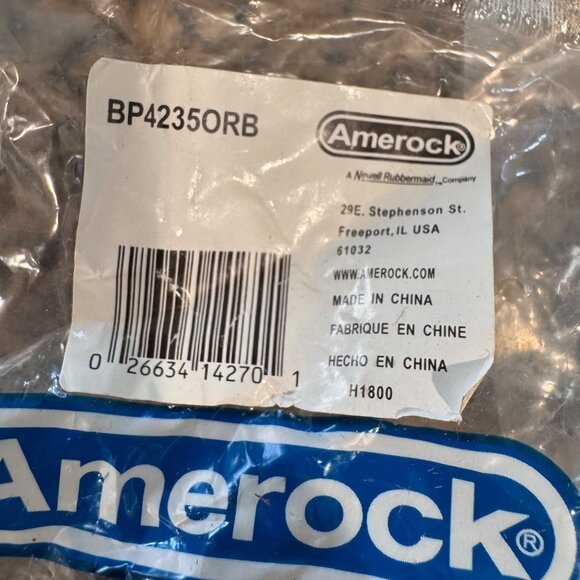 BP4235ORB
Amerock®
A Newell Rubbermaid™ Company
29E. Stephenson St.
Freeport, IL USA
61032
WWW.AMEROCK.COM
MADE IN CHINA
FABRIQUE EN CHINE
HECHO EN CHINA
H1800
0 26634 14270 1
Amerock®